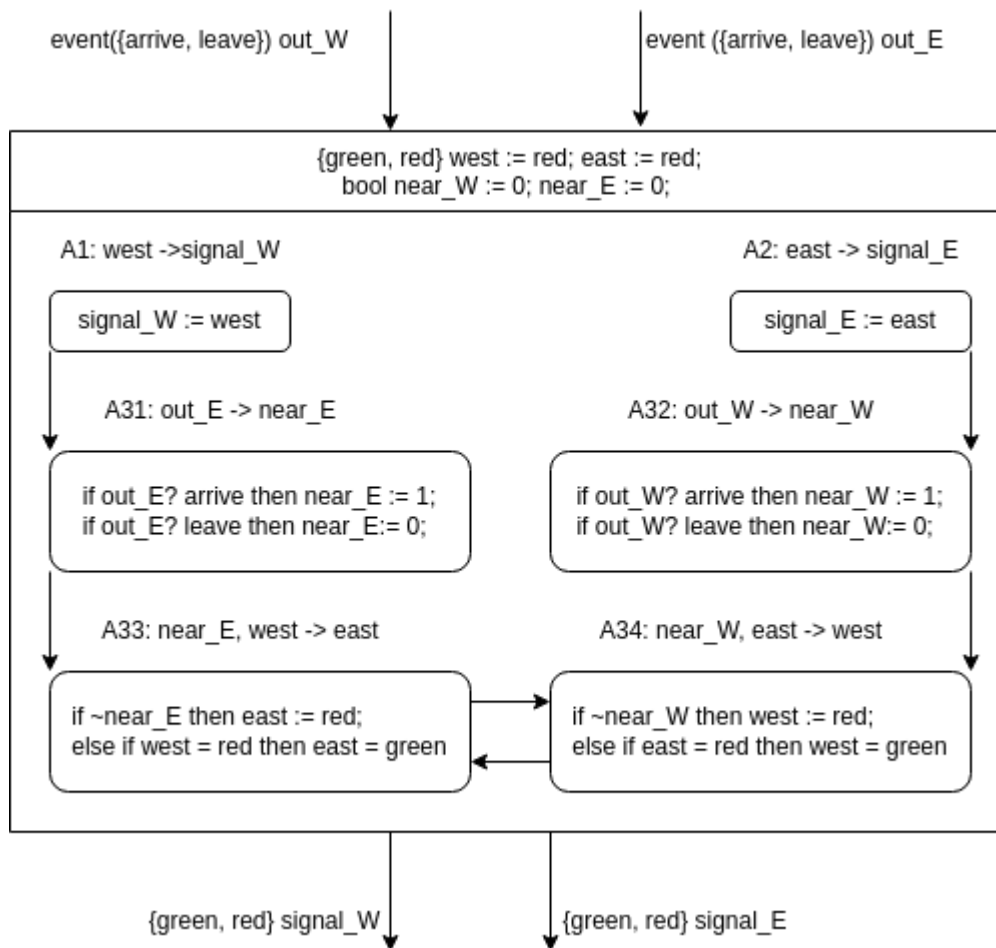 event({arrive, leave}) out_W
event ({arrive, leave}) out_E
{green, red} west := red; east := red;
bool near_W := 0; near_E := 0;
A1: west ->signal_W
A2: east -> signal_E
signal_W := west
signal_E := east
A31: out_E -> near_E
A32: out_W -> near_W
if out_E? arrive then near_E := 1;
if out_E? leave then near_E:= 0;
if out_W? arrive then near_W := 1;
if out_W? leave then near_W:= 0;
A33: near_E, west -> east
A34: near_W, east -> west
if ~near_E then east := red;
else if west = red then east = green
if ~near_W then west := red;
else if east = red then west = green
{green, red} signal_W
{green, red} signal_E